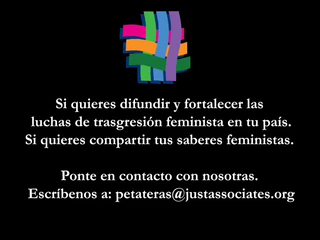 Si quieres difundir y fortalecer las
luchas de trasgresión feminista en tu país.
Si quieres compartir tus saberes feministas.
Ponte en contacto con nosotras.
Escríbenos a: petateras@justassociates.org